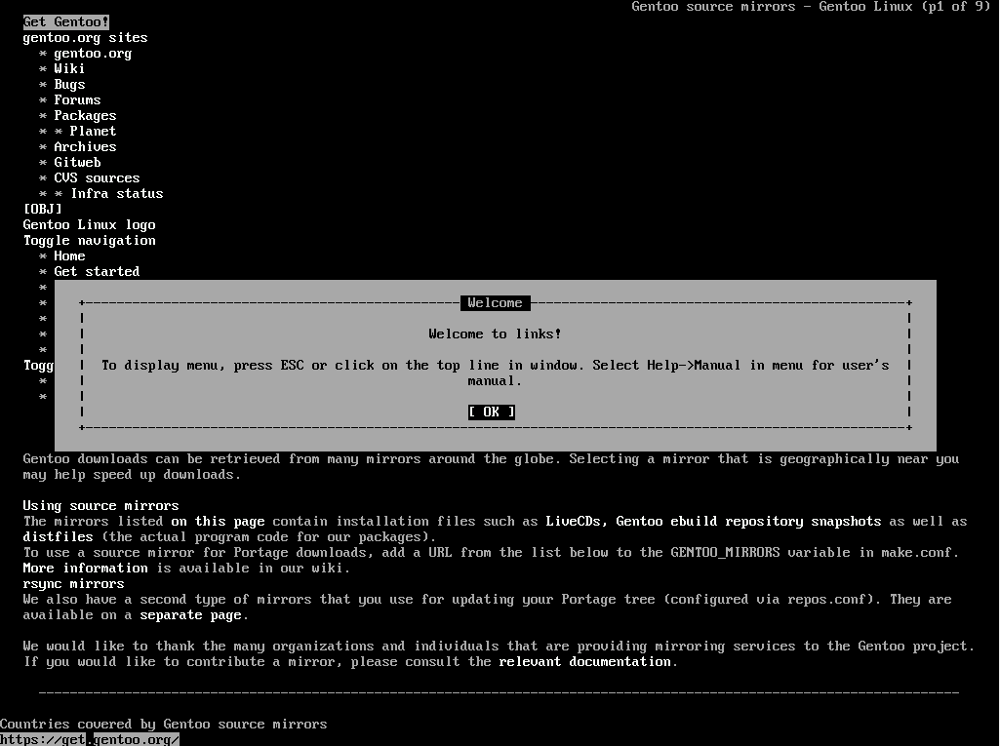 Gentoo source mirrors - Gentoo Linux (p1 of 9)
Get Gentoo!
gentoo.org sites
* gentoo.org
* Wiki
* Bugs
* Forums
* Packages
* * Planet
* Archives
* Gitweb
* CVS sources
* * Infra status
[OBJ]
Gentoo Linux logo
Toggle navigation
* Home
* Get started
*
*
*
*
*
Togg
*
*
Welcome
Welcome to links!
To display menu, press ESC or click on the top line in window. Select Help->Manual in menu for user's
manual.
[ OK ]
Gentoo downloads can be retrieved from many mirrors around the globe. Selecting a mirror that is geographically near you
may help speed up downloads.
Using source mirrors
The mirrors listed on this page contain installation files such as LiveCDs, Gentoo ebuild repository snapshots as well as
distfiles (the actual program code for our packages).
To use a source mirror for Portage downloads, add a URL from the list below to the GENTOO_MIRRORS variable in make.conf.
More information is available in our wiki.
rsync mirrors
We also have a second type of mirrors that you use for updating your Portage tree (configured via repos.conf). They are
available on a separate page.
We would like to thank the many organizations and individuals that are providing mirroring services to the Gentoo project.
If you would like to contribute a mirror, please consult the relevant documentation.
Countries covered by Gentoo source mirrors
https://get.gentoo.org/